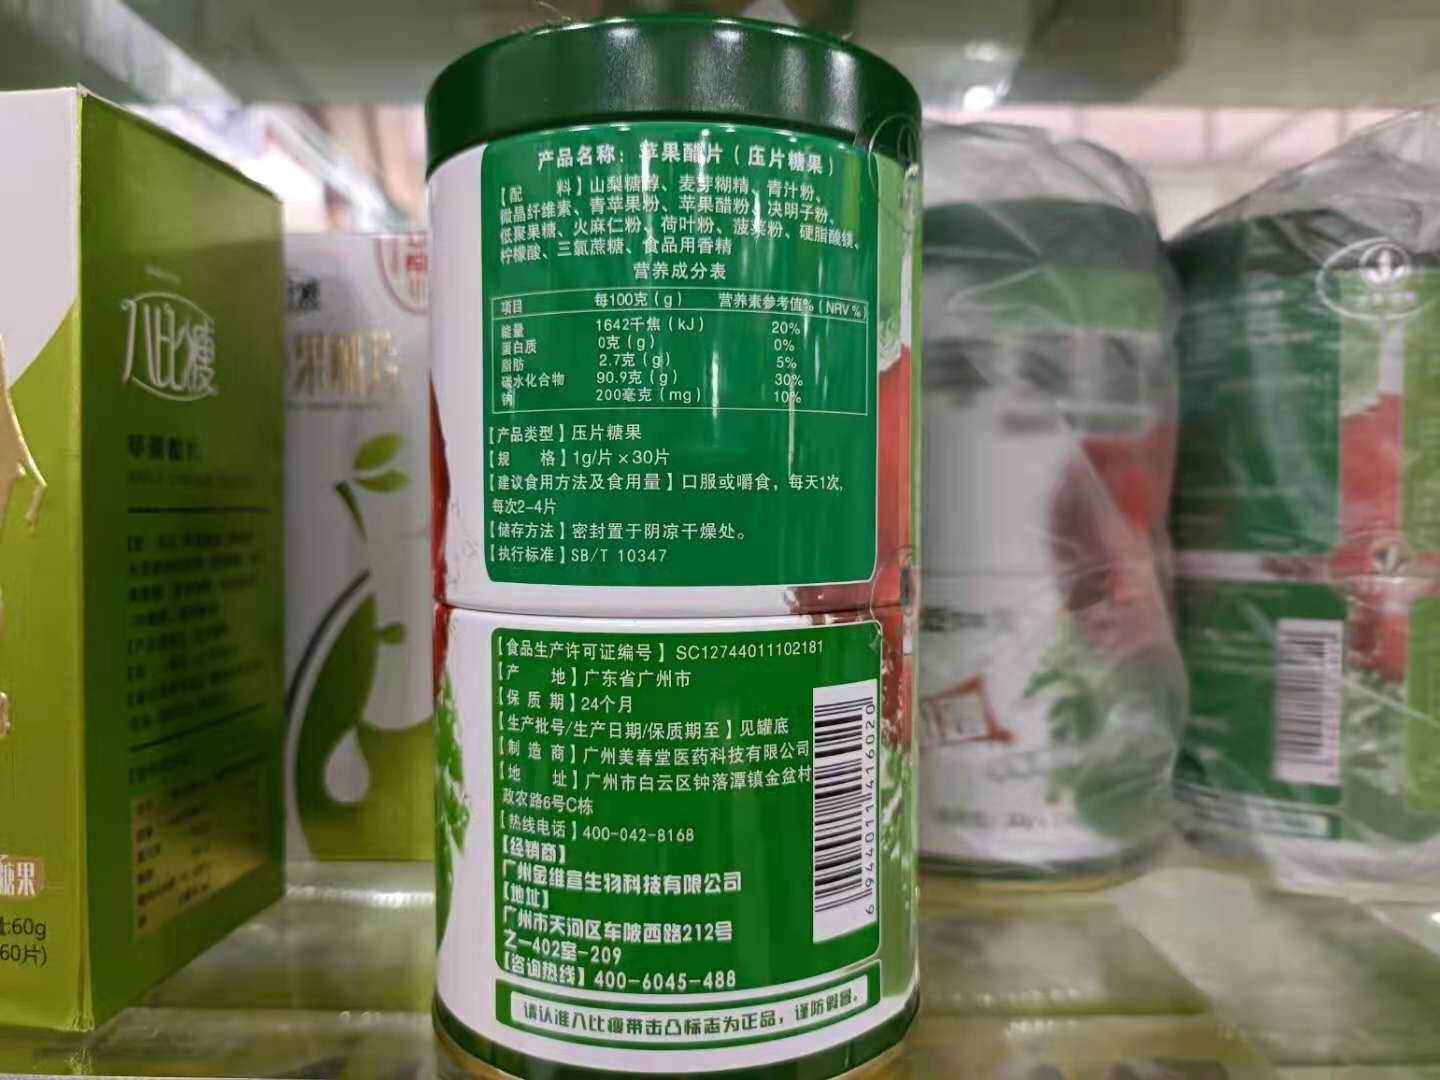 产品名称：苹果醋片（压片糖果）
【配 料】山梨糖醇、麦芽糊精、青汁粉、
微晶纤维素、青苹果粉、苹果醋粉、决明子粉、
低聚果糖、火麻仁粉、荷叶粉、菠菜粉、硬脂酸镁、
柠檬酸、三氯蔗糖、食品用香精
营养成分表
项目 每100克（g） 营养素参考值%（NRV%）
能量 1642千焦（kJ） 20%
蛋白质 0克（g） 0%
脂肪 2.7克（g） 5%
碳水化合物 90.9克（g） 30%
钠 200毫克（mg） 10%
【产品类型】压片糖果
【规 格】1g/片×30片
【建议食用方法及食用量】口服或嚼食，每天1次,
每次2-4片
【储存方法】密封置于阴凉干燥处。
【执行标准】SB/T 10347
【食品生产许可证编号】SC12744011102181
【产 地】广东省广州市
【保 质 期】24个月
【生产批号/生产日期/保质期至】见罐底
【制 造 商】广州美春堂医药科技有限公司
【地 址】广州市白云区钟落潭镇金盆村
政农路6号C栋
【热线电话】400-042-8168
【经销商】
广州金维宣生物科技有限公司
【地址】
广州市天河区车陂西路212号
之一402室-209
【咨询热线】400-6045-488
请认准八比瘦带击凸标志为正品，谨防假冒。
6944011416020
八比瘦
苹果醋片
糖果
:60g
60片)